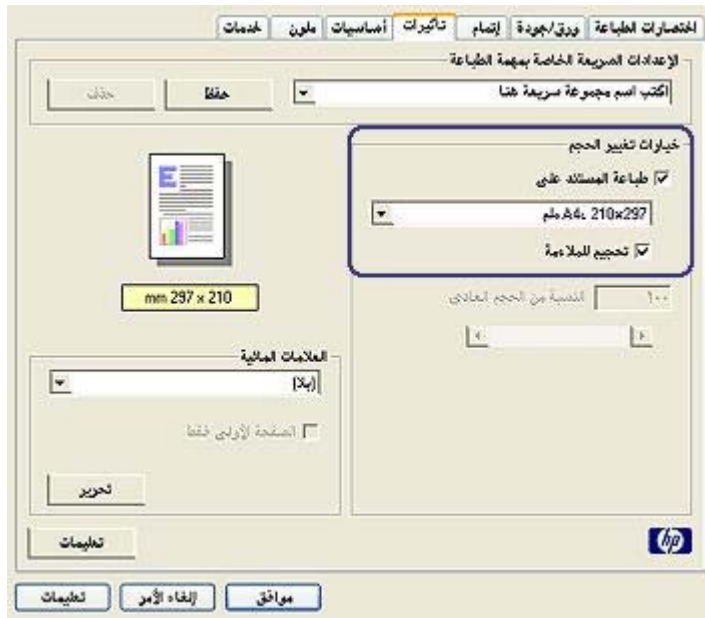 اختصارات الطباعة ورق/جودة إتمام تأثيرات أساسيات ملون خدمات
الإعدادات السريعة الخاصة بمهمة الطباعة
اكتب اسم مجموعة سريعة هنا
حفظ
حذف
خيارات تغيير الحجم
طباعة المستند على
A4، 210x297 ملم
تحجيم للملاءمة
١٠٠ النسبة من الحجم العادي
E
mm 297 x 210
العلامات المائية
(بلا)
الصفحة الأولى فقط
تحرير
تعليمات
hp
موافق إلغاء الأمر تعليمات